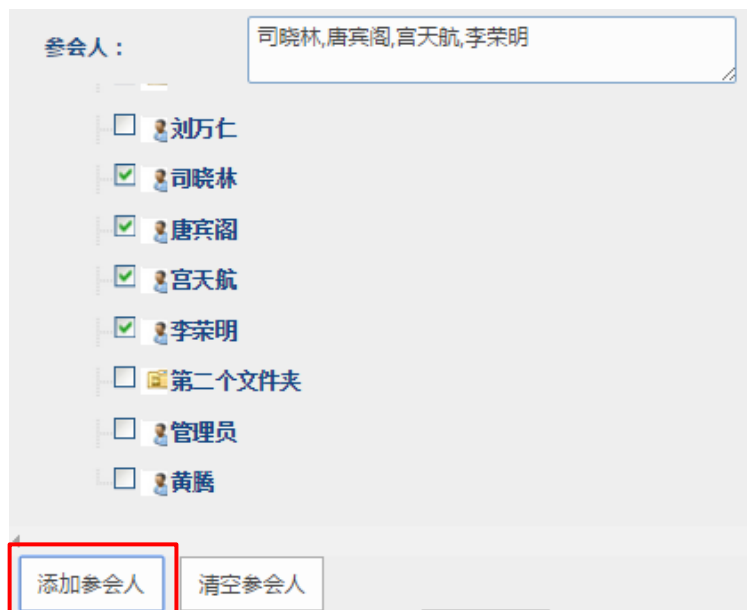 参会人：
司晓林,唐宾阁,宫天航,李荣明
刘万仁
司晓林
唐宾阁
宫天航
李荣明
第二个文件夹
管理员
黄腾
添加参会人 清空参会人